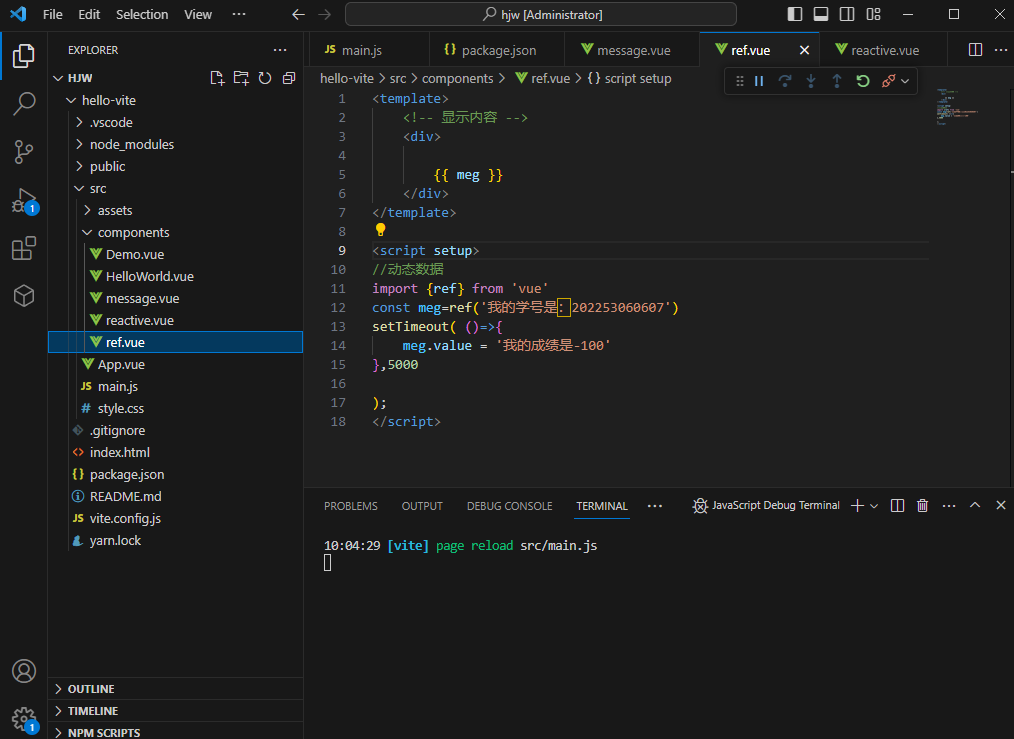 File Edit Selection View ··· hjw [Administrator]
EXPLORER ···
HJW
hello-vite
.vscode
node_modules
public
src
assets
components
Demo.vue
HelloWorld.vue
message.vue
reactive.vue
ref.vue
App.vue
JS main.js
# style.css
.gitignore
<> index.html
{} package.json
README.md
JS vite.config.js
yarn.lock
OUTLINE
TIMELINE
NPM SCRIPTS
1
1
JS main.js {} package.json message.vue ref.vue reactive.vue ···
hello-vite > src > components > ref.vue > {} script setup
1 <template>
2 <!-- 显示内容 -->
3 <div>
4
5 {{ meg }}
6 </div>
7 </template>
8
9 <script setup>
10 //动态数据
11 import {ref} from 'vue'
12 const meg=ref('我的学号是：202253060607')
13 setTimeout( ()=>{
14 meg.value = '我的成绩是-100'
15 },5000
16
17 );
18 </script>
PROBLEMS OUTPUT DEBUG CONSOLE TERMINAL ··· JavaScript Debug Terminal ···
10:04:29 [vite] page reload src/main.js